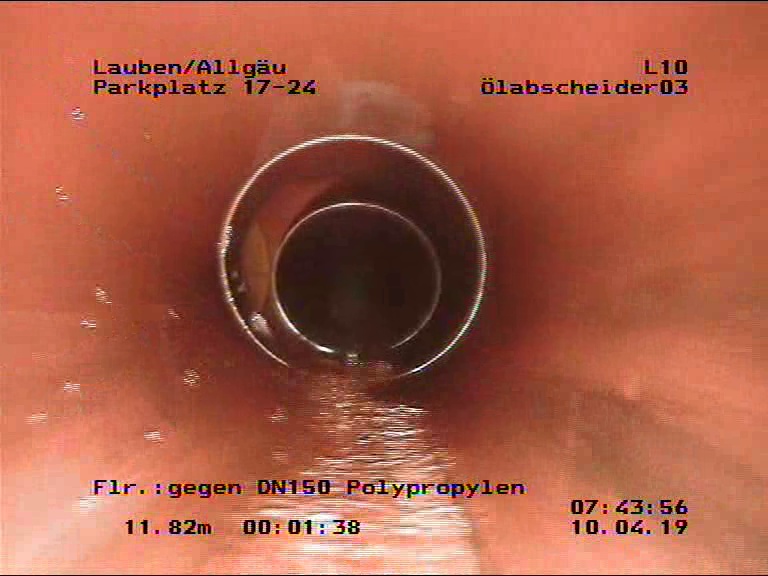 Lauben/Allgäu L10
Parkplatz 17-24 Ölabscheider03
Flr.:gegen DN150 Polypropylen
07:43:56
11.82m 00:01:38 10.04.19